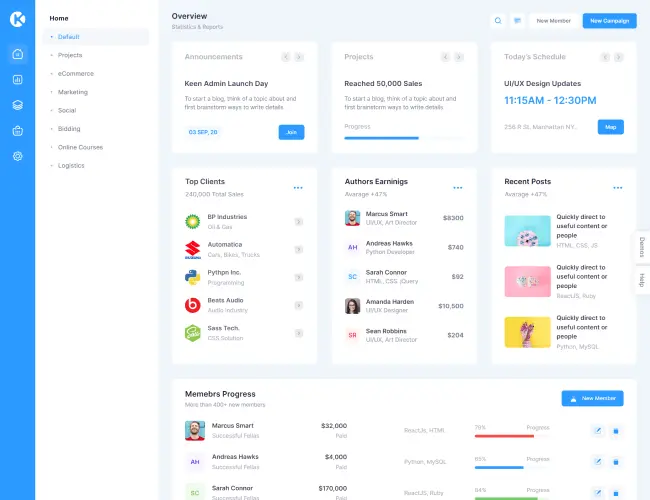 Home
Default
Projects
eCommerce
Marketing
Social
Bidding
Online Courses
Logistics
Overview
Statistics & Reports
New Member
New Campaign
Announcements
Keen Admin Launch Day
To start a blog, think of a topic about and
first brainstorm ways to write details
03 SEP, 20
Join
Projects
Reached 50,000 Sales
To start a blog, think of a topic about and
first brainstorm ways to write details
Progress
Today's Schedule
UI/UX Design Updates
11:15AM - 12:30PM
256 R St. Manhattan NY..
Map
Top Clients
240,000 Total Sales
BP Industries
Oil & Gas
Automatica
Cars, Bikes, Trucks
Pythpn Inc.
Programming
Beats Audio
Audio Industry
Sass Tech.
CSS Solution
Authors Earninigs
Avarage +47%
Marcus Smart
UI/UX, Art Director
$8300
AH
Andreas Hawks
Python Developer
$740
SC
Sarah Connor
HTML, CSS. jQuery
$92
Amanda Harden
UI/UX Designer
$10,500
SR
Sean Robbins
UI/UX, Art Director
$204
Recent Posts
Avarage +47%
Quickly direct to
useful content or
people
HTML, CSS, JS
Quickly direct to
useful content or
people
ReactJS, Ruby
Quickly direct to
useful content or
people
Python, MySQL
Demos
Help
Memebrs Progress
More than 400+ new members
New Member
Marcus Smart
Successful Fellas
$32,000
Paid
ReactJs, HTML
Progress
AH
Andreas Hawks
Successful Fellas
$4,000
Paid
Python, MySQL
65%
Progress
SC
Sarah Connor
Successful Fellas
$170,000
Paid
ReactJS, Ruby
Progress